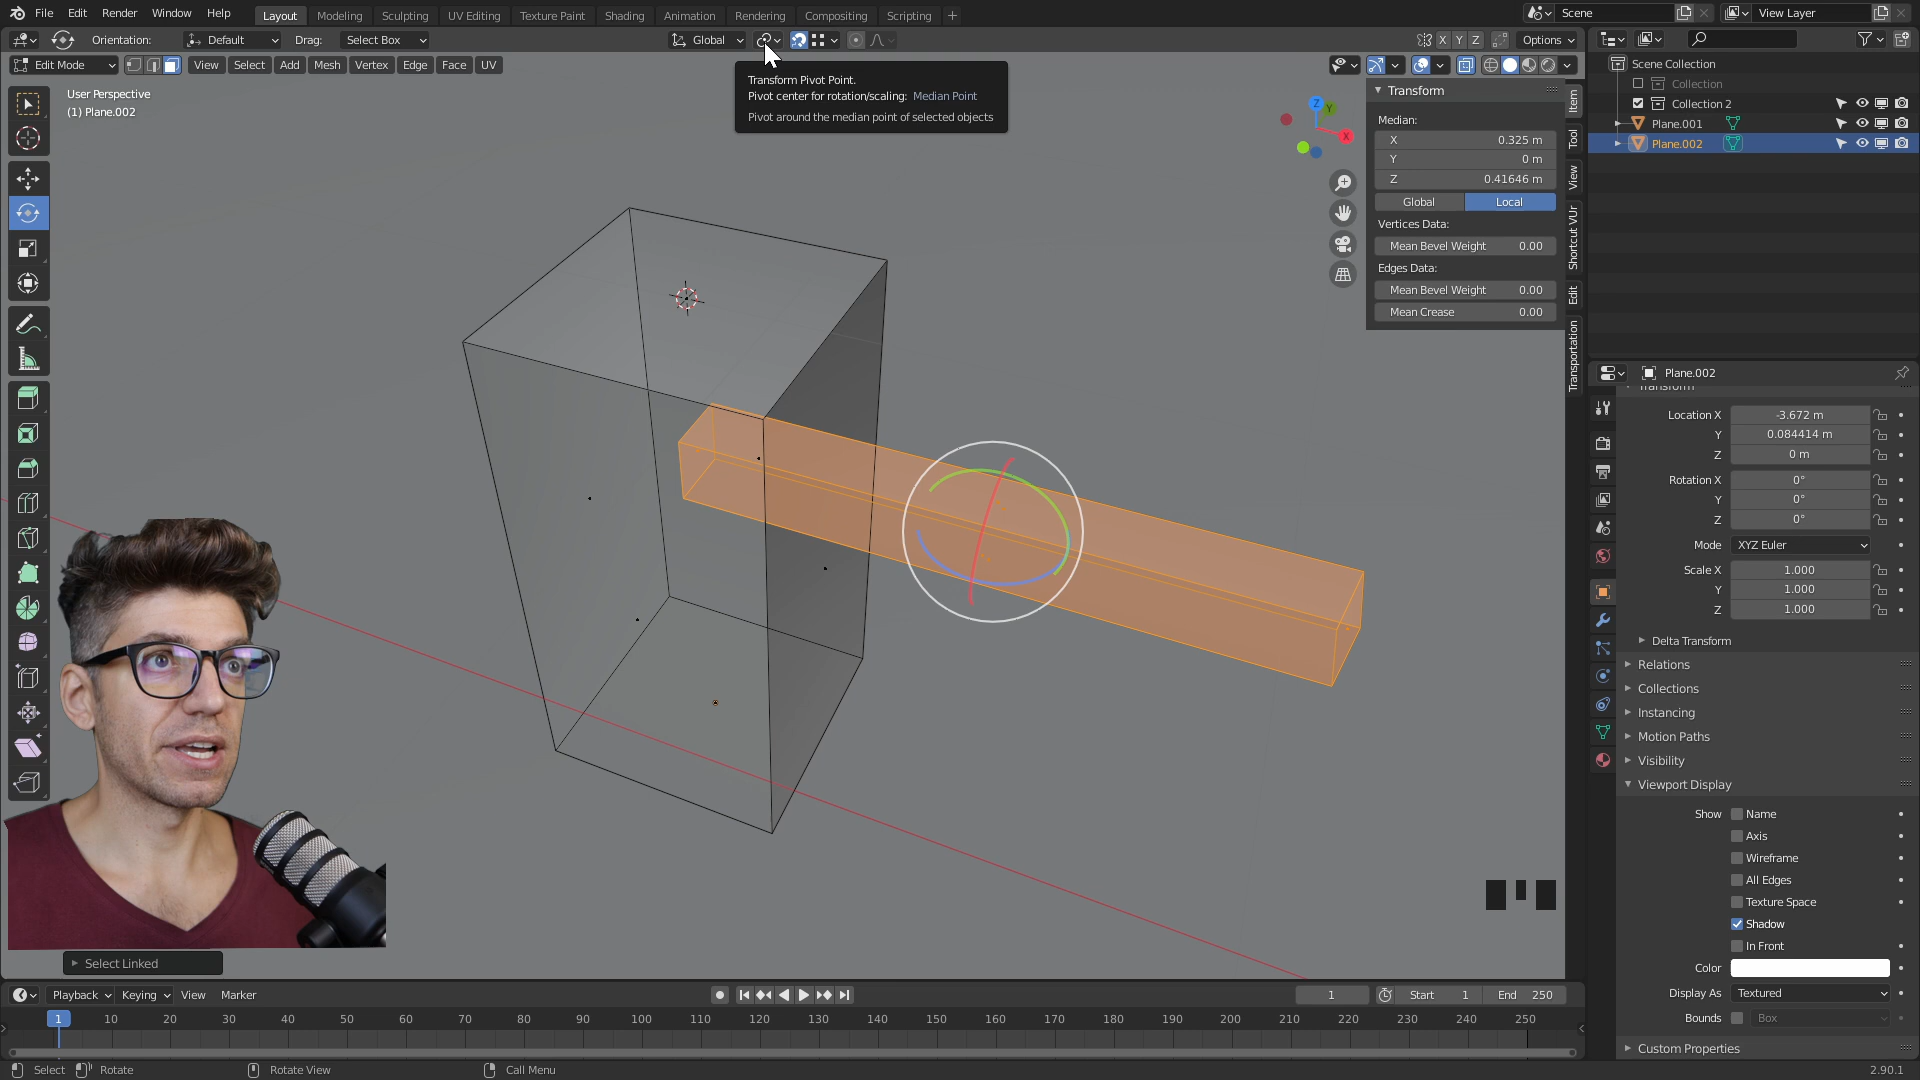 File Edit Render Window Help
Layout Modeling Sculpting UV Editing Texture Paint Shading Animation Rendering Compositing Scripting +
Scene View Layer
Orientation: Default Drag: Select Box
Global
X Y Z Options
Edit Mode View Select Add Mesh Vertex Edge Face UV
User Perspective
(1) Plane.002
Transform Pivot Point.
Pivot center for rotation/scaling: Median Point
Pivot around the median point of selected objects
Z Y X
Transform
Median:
X 0.325 m
Y 0 m
Z 0.41646 m
Global Local
Vertices Data:
Mean Bevel Weight 0.00
Edges Data:
Mean Bevel Weight 0.00
Mean Crease 0.00
Item
Tool
View
Shortcut VUr
Edit
Transportation
Scene Collection
Collection
Collection 2
Plane.001
Plane.002
Plane.002
Transform
Location X -3.672 m
Y 0.084414 m
Z 0 m
Rotation X 0°
Y 0°
Z 0°
Mode XYZ Euler
Scale X 1.000
Y 1.000
Z 1.000
Delta Transform
Relations
Collections
Instancing
Motion Paths
Visibility
Viewport Display
Show Name
Axis
Wireframe
All Edges
Texture Space
Shadow
In Front
Color
Display As Textured
Bounds Box
Custom Properties
Select Linked
Playback Keying View Marker
1 Start 1 End 250
1 10 20 30 40 50 60 70 80 90 100 110 120 130 140 150 160 170 180 190 200 210 220 230 240 250
Select Rotate Rotate View Call Menu 2.90.1